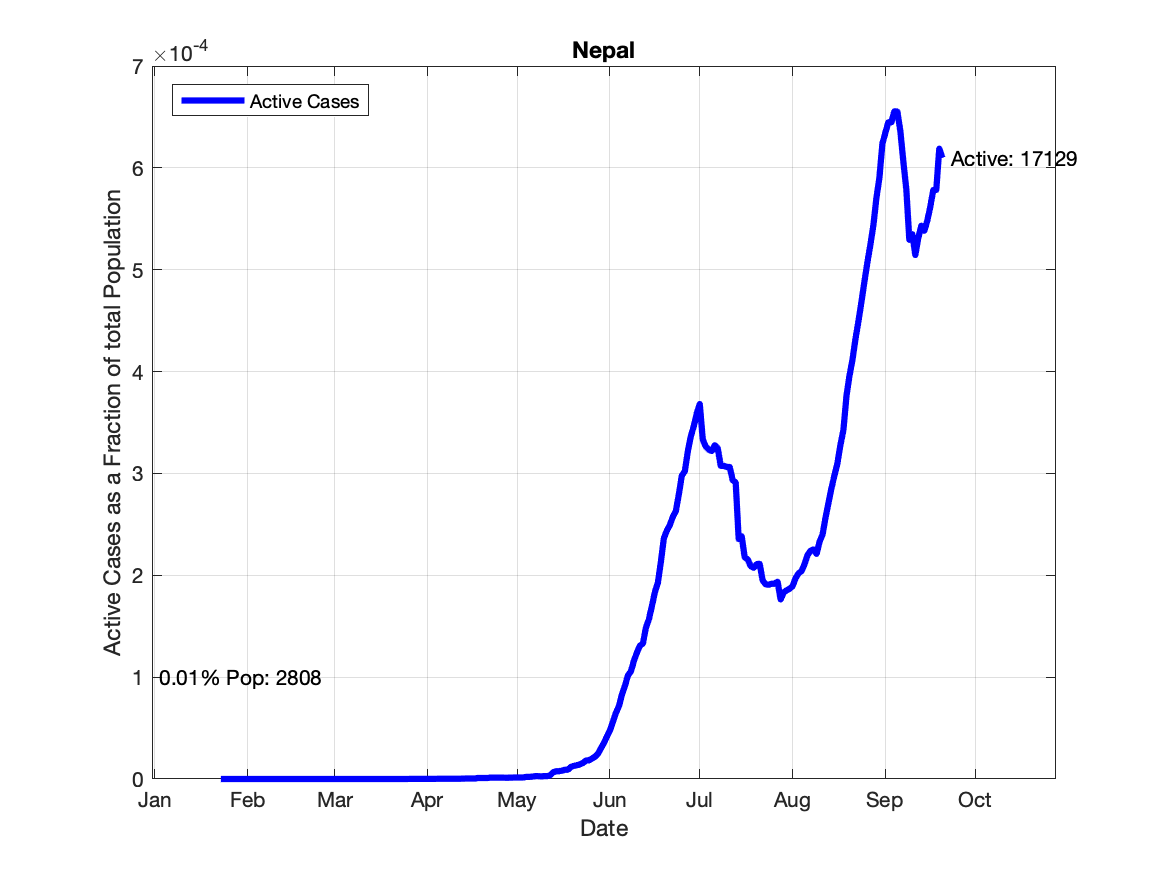 Nepal
×10-4
7
6
5
4
3
2
1
0
Active Cases
Active: 17129
0.01% Pop: 2808
Active Cases as a Fraction of total Population
Jan Feb Mar Apr May Jun Jul Aug Sep Oct
Date